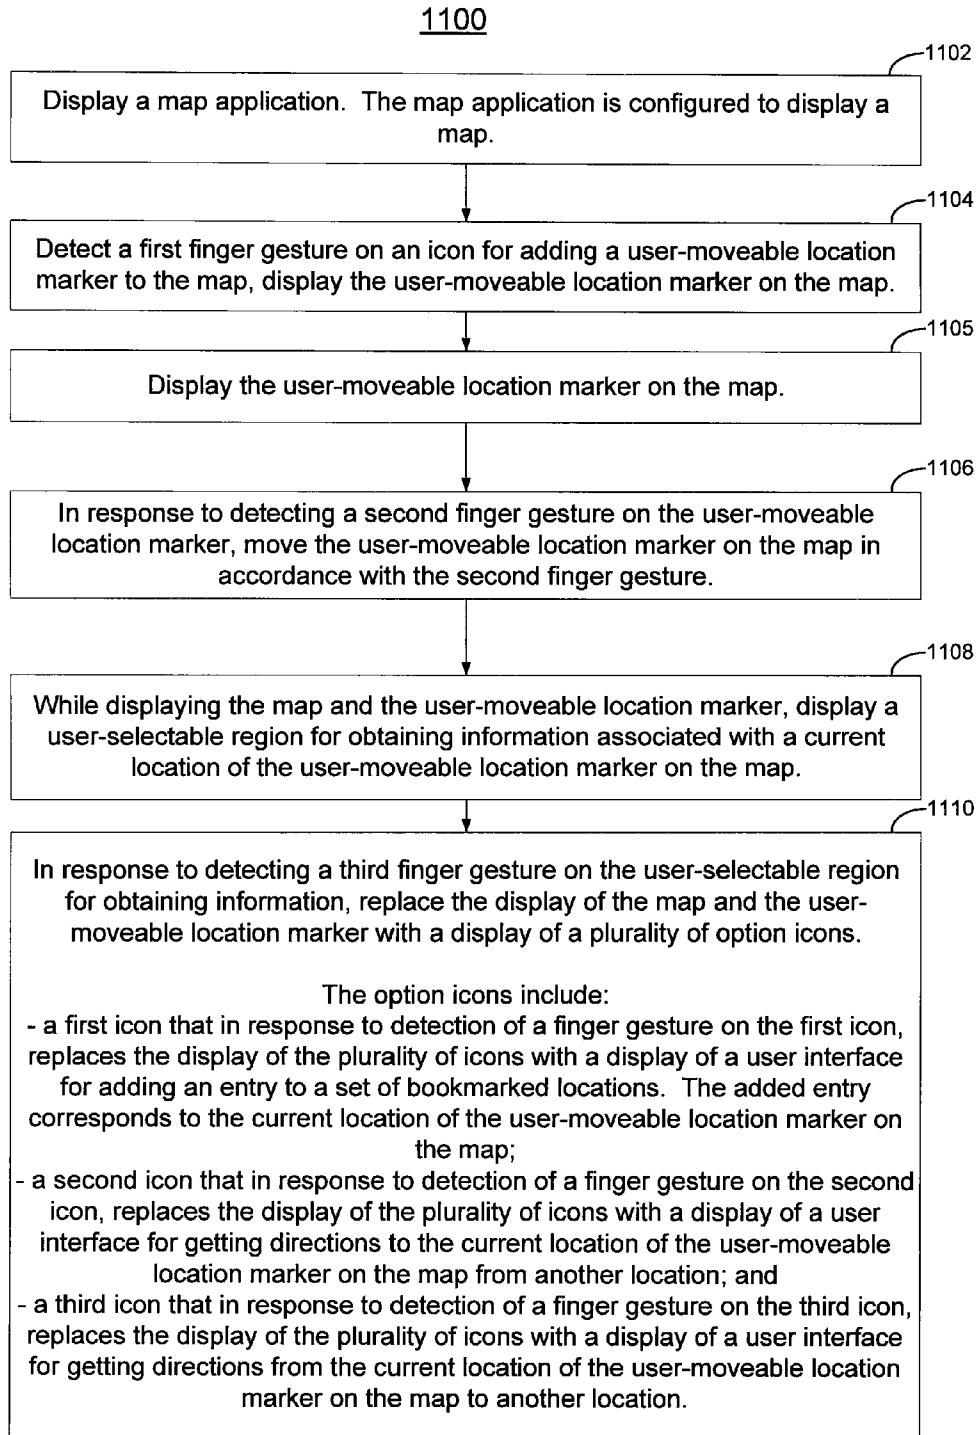 1100
1102
Display a map application. The map application is configured to display a
map.
1104
Detect a first finger gesture on an icon for adding a user-moveable location
marker to the map, display the user-moveable location marker on the map.
1105
Display the user-moveable location marker on the map.
1106
In response to detecting a second finger gesture on the user-moveable
location marker, move the user-moveable location marker on the map in
accordance with the second finger gesture.
1108
While displaying the map and the user-moveable location marker, display a
user-selectable region for obtaining information associated with a current
location of the user-moveable location marker on the map.
1110
In response to detecting a third finger gesture on the user-selectable region
for obtaining information, replace the display of the map and the user-
moveable location marker with a display of a plurality of option icons.
The option icons include:
- a first icon that in response to detection of a finger gesture on the first icon,
replaces the display of the plurality of icons with a display of a user interface
for adding an entry to a set of bookmarked locations. The added entry
corresponds to the current location of the user-moveable location marker on
the map;
- a second icon that in response to detection of a finger gesture on the second
icon, replaces the display of the plurality of icons with a display of a user
interface for getting directions to the current location of the user-moveable
location marker on the map from another location; and
- a third icon that in response to detection of a finger gesture on the third icon,
replaces the display of the plurality of icons with a display of a user interface
for getting directions from the current location of the user-moveable location
marker on the map to another location.